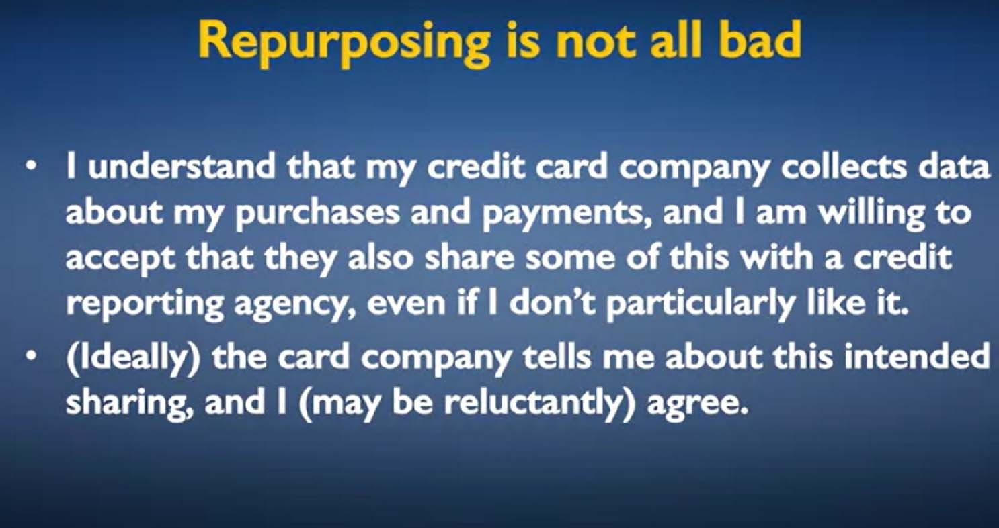 Repurposing is not all bad
• I understand that my credit card company collects data
about my purchases and payments, and I am willing to
accept that they also share some of this with a credit
reporting agency, even if I don’t particularly like it.
• (Ideally) the card company tells me about this intended
sharing, and I (may be reluctantly) agree.